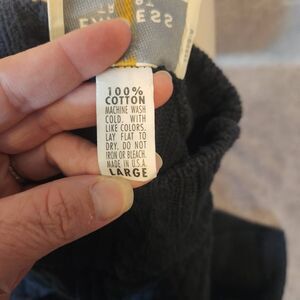 EXPRESS
100%
COTTON
MACHINE WASH
COLD. WITH
LIKE COLORS.
LAY FLAT TO
DRY. DO NOT
IRON OR BLEACH.
MADE IN U.S.A.
LARGE